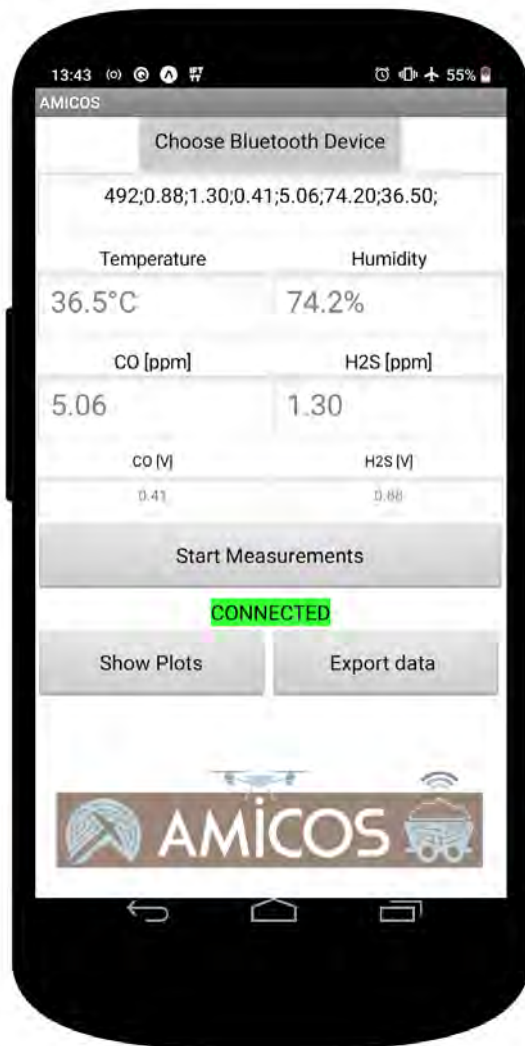 13:43
IFT
TT
55%
AMICOS
Choose Bluetooth Device
492;0.88;1.30;0.41;5.06;74.20;36.50;
Temperature Humidity
36.5°C 74.2%
CO [ppm] H2S [ppm]
5.06 1.30
CO [V] H2S [V]
0.41 0.88
Start Measurements
CONNECTED
Show Plots Export data
AMiCOS